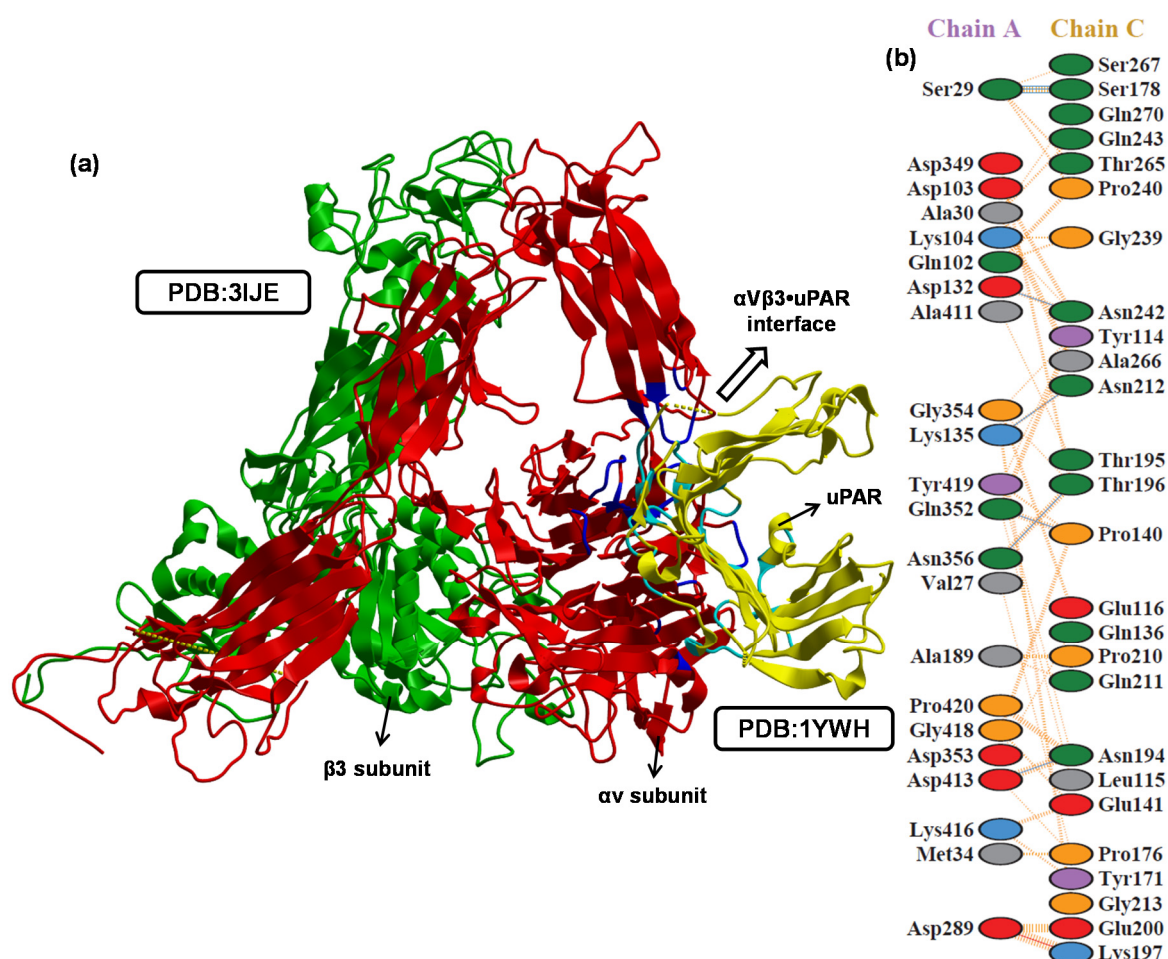 (a)
PDB:3IJE
αVβ3•uPAR
interface
uPAR
PDB:1YWH
β3 subunit
αv subunit
(b)
Chain A
Chain C
Ser29
Asp349
Asp103
Ala30
Lys104
Gln102
Asp132
Ala411
Gly354
Lys135
Tyr419
Gln352
Asn356
Val27
Ala189
Pro420
Gly418
Asp353
Asp413
Lys416
Met34
Asp289
Ser267
Ser178
Gln270
Gln243
Thr265
Pro240
Gly239
Asn242
Tyr114
Ala266
Asn212
Thr195
Thr196
Pro140
Glu116
Gln136
Pro210
Gln211
Asn194
Leu115
Glu141
Pro176
Tyr171
Gly213
Glu200
Lys197